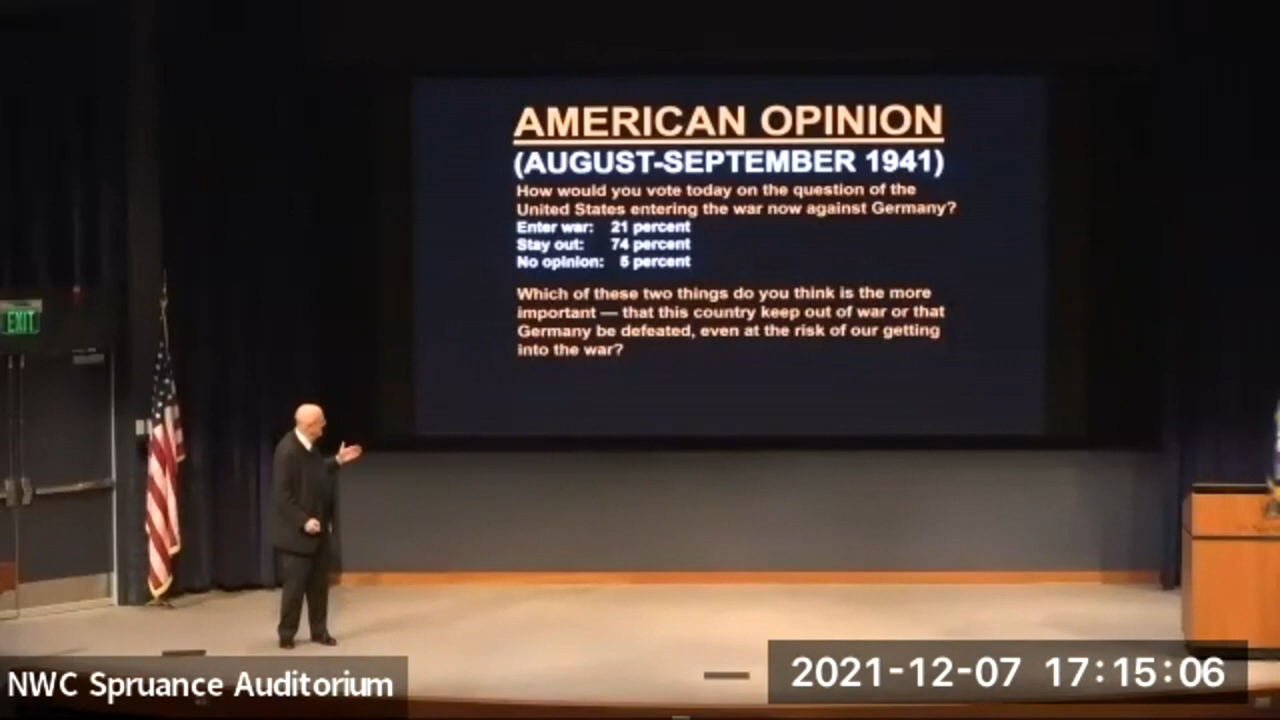 AMERICAN OPINION
(AUGUST-SEPTEMBER 1941)
How would you vote today on the question of the
United States entering the war now against Germany?
Enter war: 21 percent
Stay out: 74 percent
No opinion: 5 percent
Which of these two things do you think is the more
important — that this country keep out of war or that
Germany be defeated, even at the risk of our getting
into the war?
EXIT
NWC Spruance Auditorium
2021-12-07 17:15:06